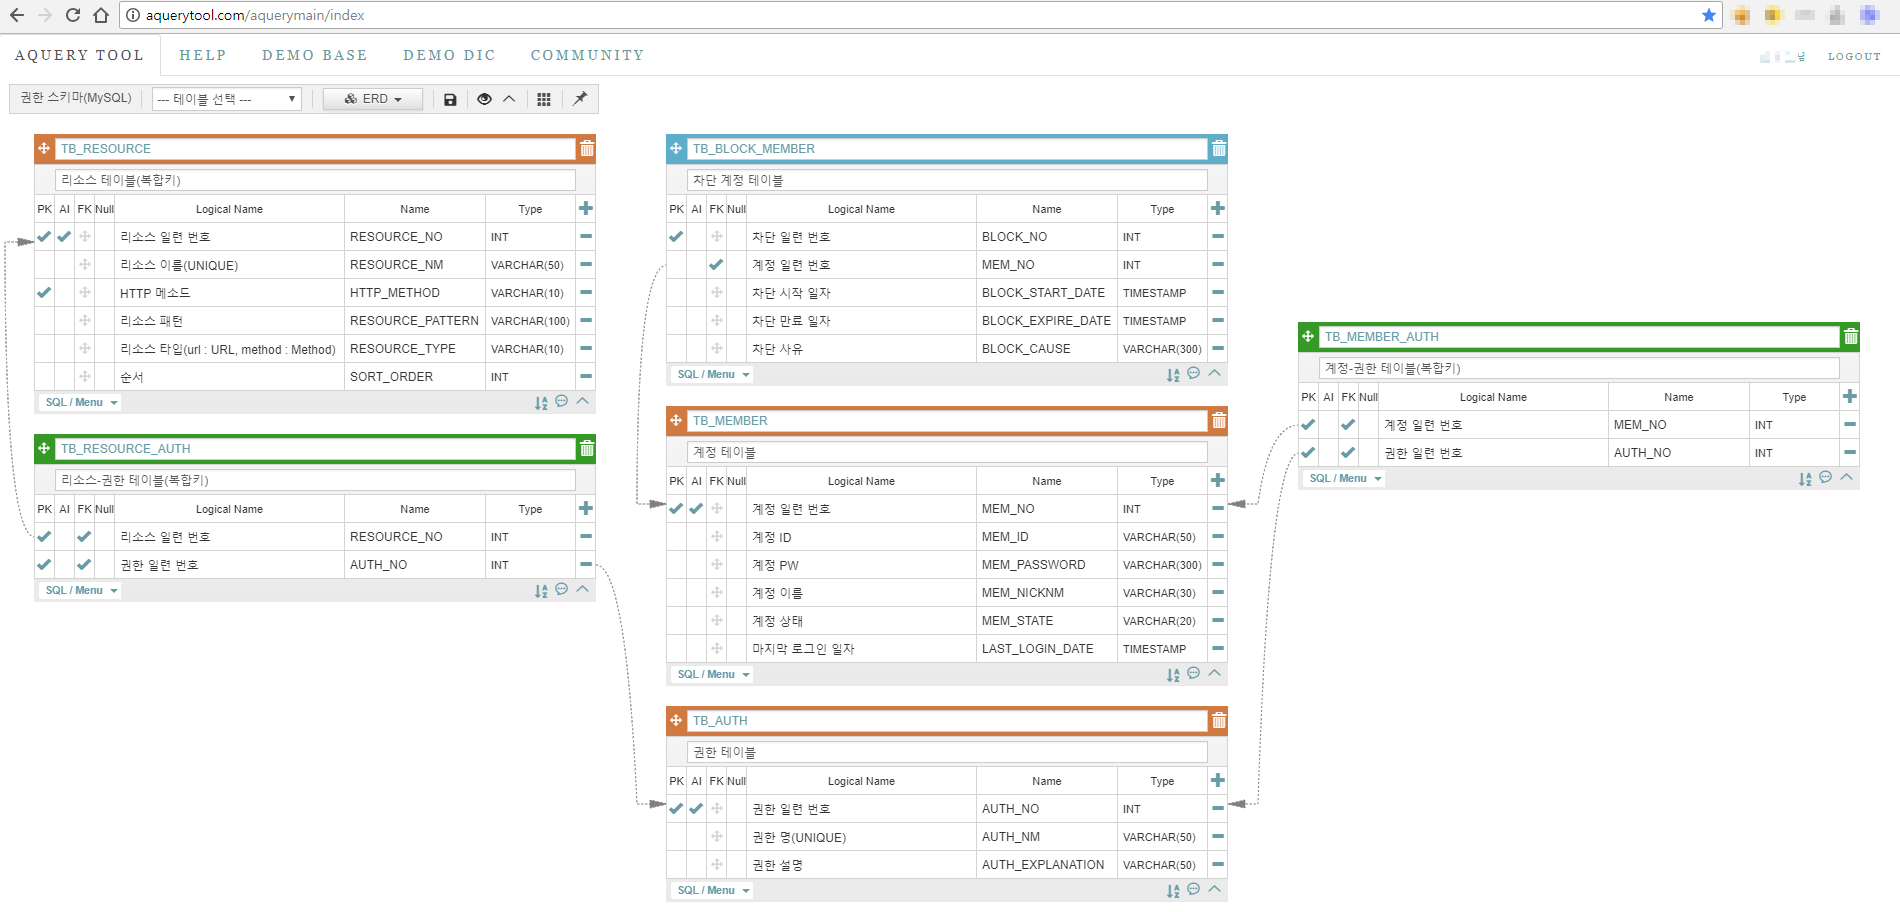 aquerytool.com/aquerymain/index
AQUERY TOOL HELP DEMO BASE DEMO DIC COMMUNITY 님 LOGOUT
권한 스키마(MySQL) --- 테이블 선택 --- ERD
TB_RESOURCE
리소스 테이블(복합키)
PK AI FK Null Logical Name Name Type
리소스 일련 번호 RESOURCE_NO INT
리소스 이름(UNIQUE) RESOURCE_NM VARCHAR(50)
HTTP 메소드 HTTP_METHOD VARCHAR(10)
리소스 패턴 RESOURCE_PATTERN VARCHAR(100)
리소스 타입(url : URL, method : Method) RESOURCE_TYPE VARCHAR(10)
순서 SORT_ORDER INT
SQL / Menu
TB_RESOURCE_AUTH
리소스-권한 테이블(복합키)
PK AI FK Null Logical Name Name Type
리소스 일련 번호 RESOURCE_NO INT
권한 일련 번호 AUTH_NO INT
SQL / Menu
TB_BLOCK_MEMBER
차단 계정 테이블
PK AI FK Null Logical Name Name Type
차단 일련 번호 BLOCK_NO INT
계정 일련 번호 MEM_NO INT
차단 시작 일자 BLOCK_START_DATE TIMESTAMP
차단 만료 일자 BLOCK_EXPIRE_DATE TIMESTAMP
차단 사유 BLOCK_CAUSE VARCHAR(300)
SQL / Menu
TB_MEMBER
계정 테이블
PK AI FK Null Logical Name Name Type
계정 일련 번호 MEM_NO INT
계정 ID MEM_ID VARCHAR(50)
계정 PW MEM_PASSWORD VARCHAR(300)
계정 이름 MEM_NICKNM VARCHAR(30)
계정 상태 MEM_STATE VARCHAR(20)
마지막 로그인 일자 LAST_LOGIN_DATE TIMESTAMP
SQL / Menu
TB_AUTH
권한 테이블
PK AI FK Null Logical Name Name Type
권한 일련 번호 AUTH_NO INT
권한 명(UNIQUE) AUTH_NM VARCHAR(50)
권한 설명 AUTH_EXPLANATION VARCHAR(50)
SQL / Menu
TB_MEMBER_AUTH
계정-권한 테이블(복합키)
PK AI FK Null Logical Name Name Type
계정 일련 번호 MEM_NO INT
권한 일련 번호 AUTH_NO INT
SQL / Menu